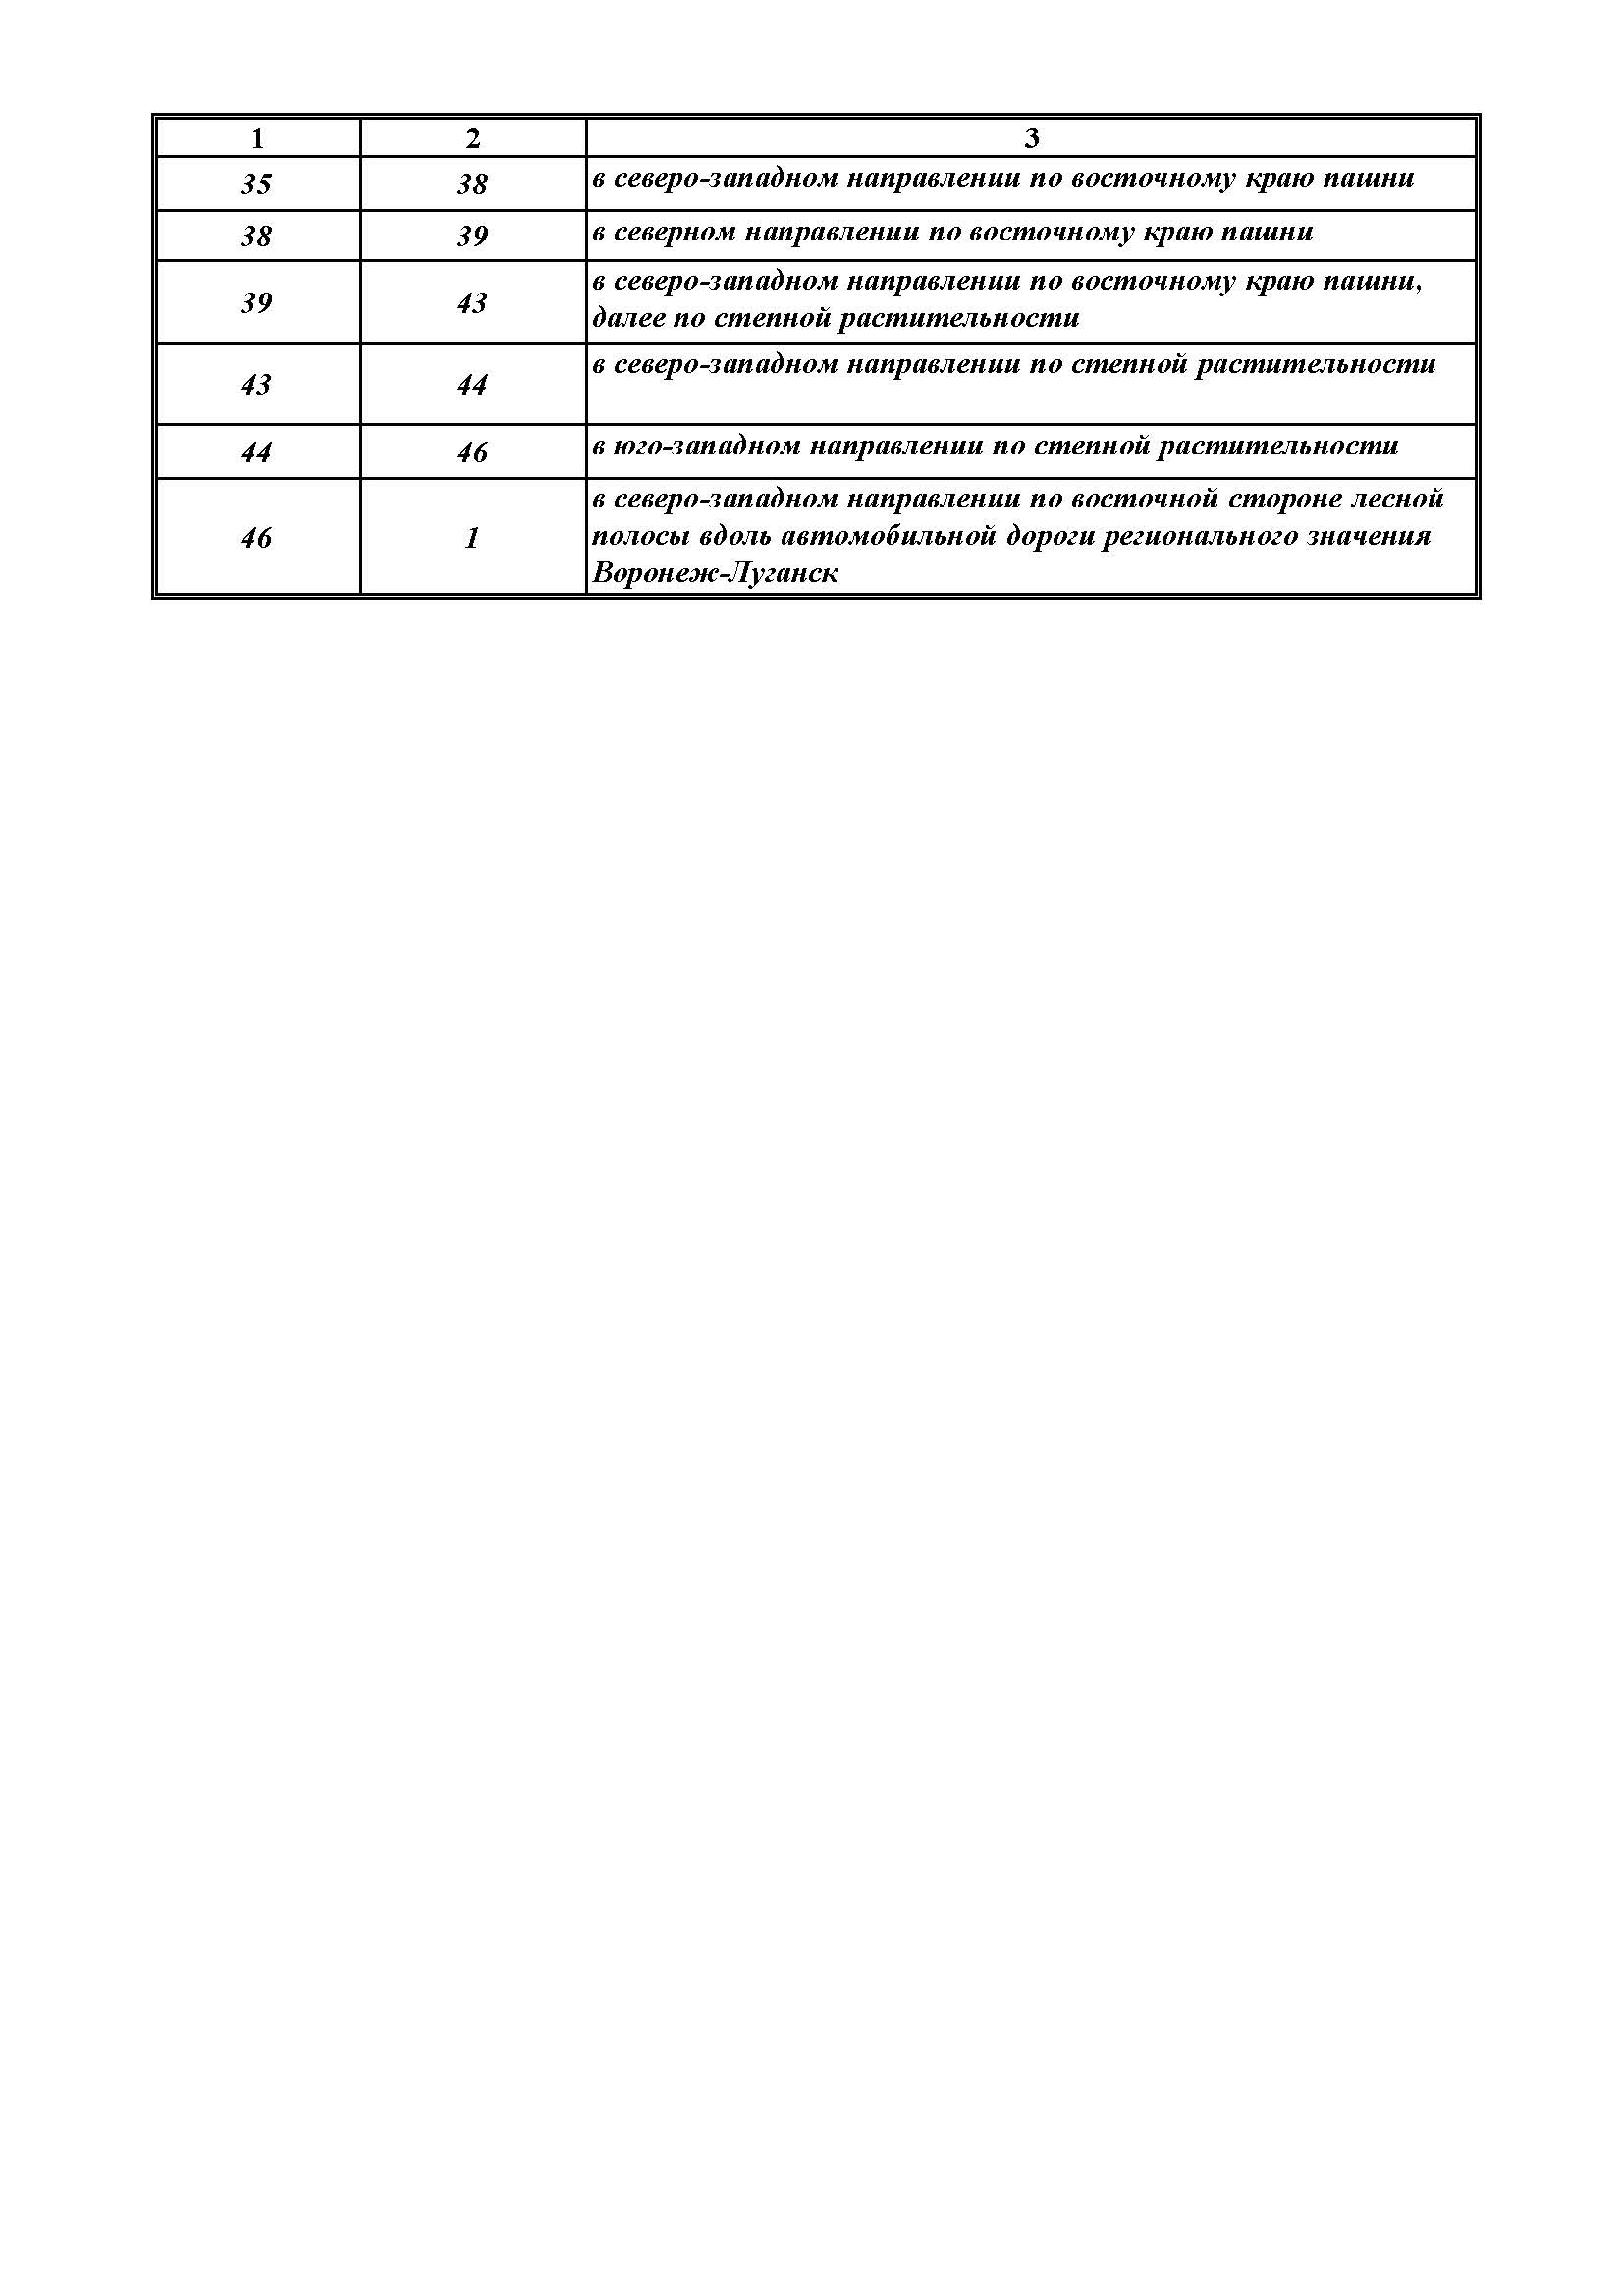 1 2 3
35 38 в северо-западном направлении по восточному краю пашни
38 39 в северном направлении по восточному краю пашни
39 43 в северо-западном направлении по восточному краю пашни,
далее по степной растительности
43 44 в северо-западном направлении по степной растительности
44 46 в юго-западном направлении по степной растительности
46 1 в северо-западном направлении по восточной стороне лесной
полосы вдоль автомобильной дороги регионального значения
Воронеж-Луганск